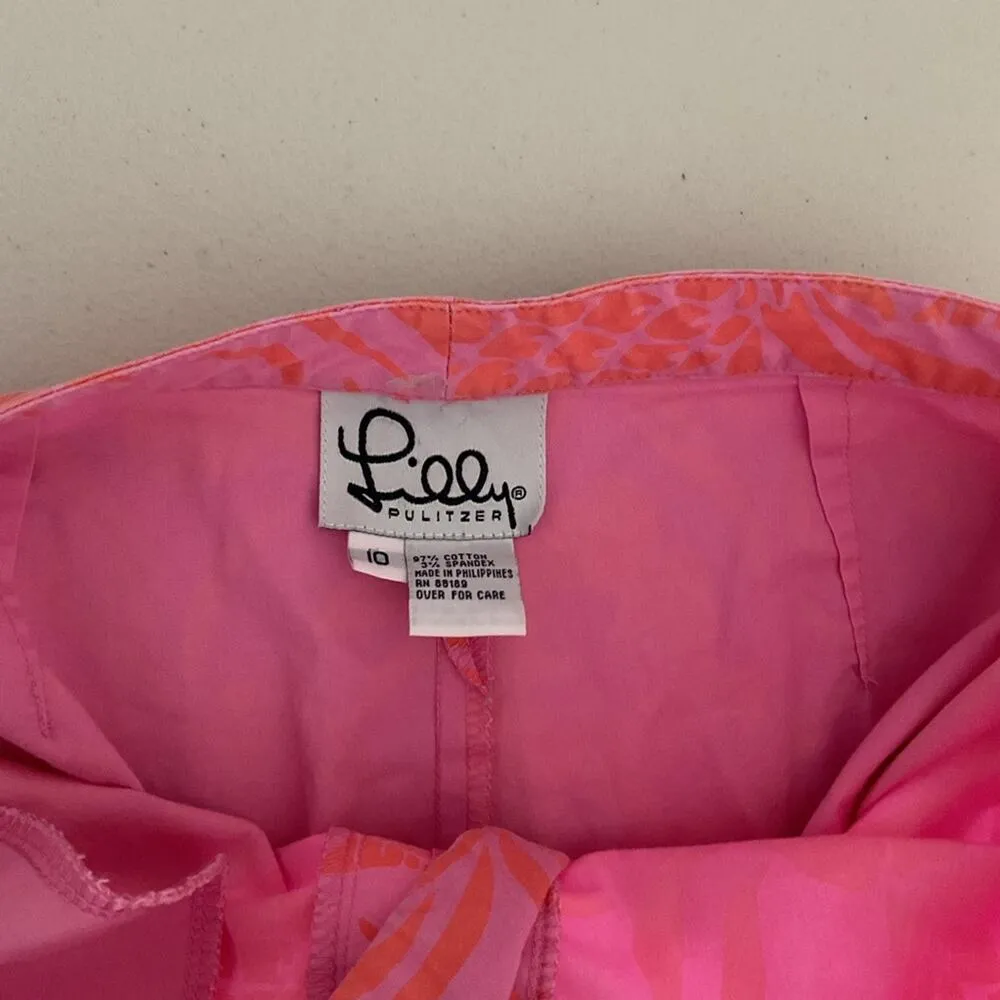 Lilly®
PULITZER
10
97% COTTON
3% SPANDEX
MADE IN PHILIPPINES
RN 88189
OVER FOR CARE